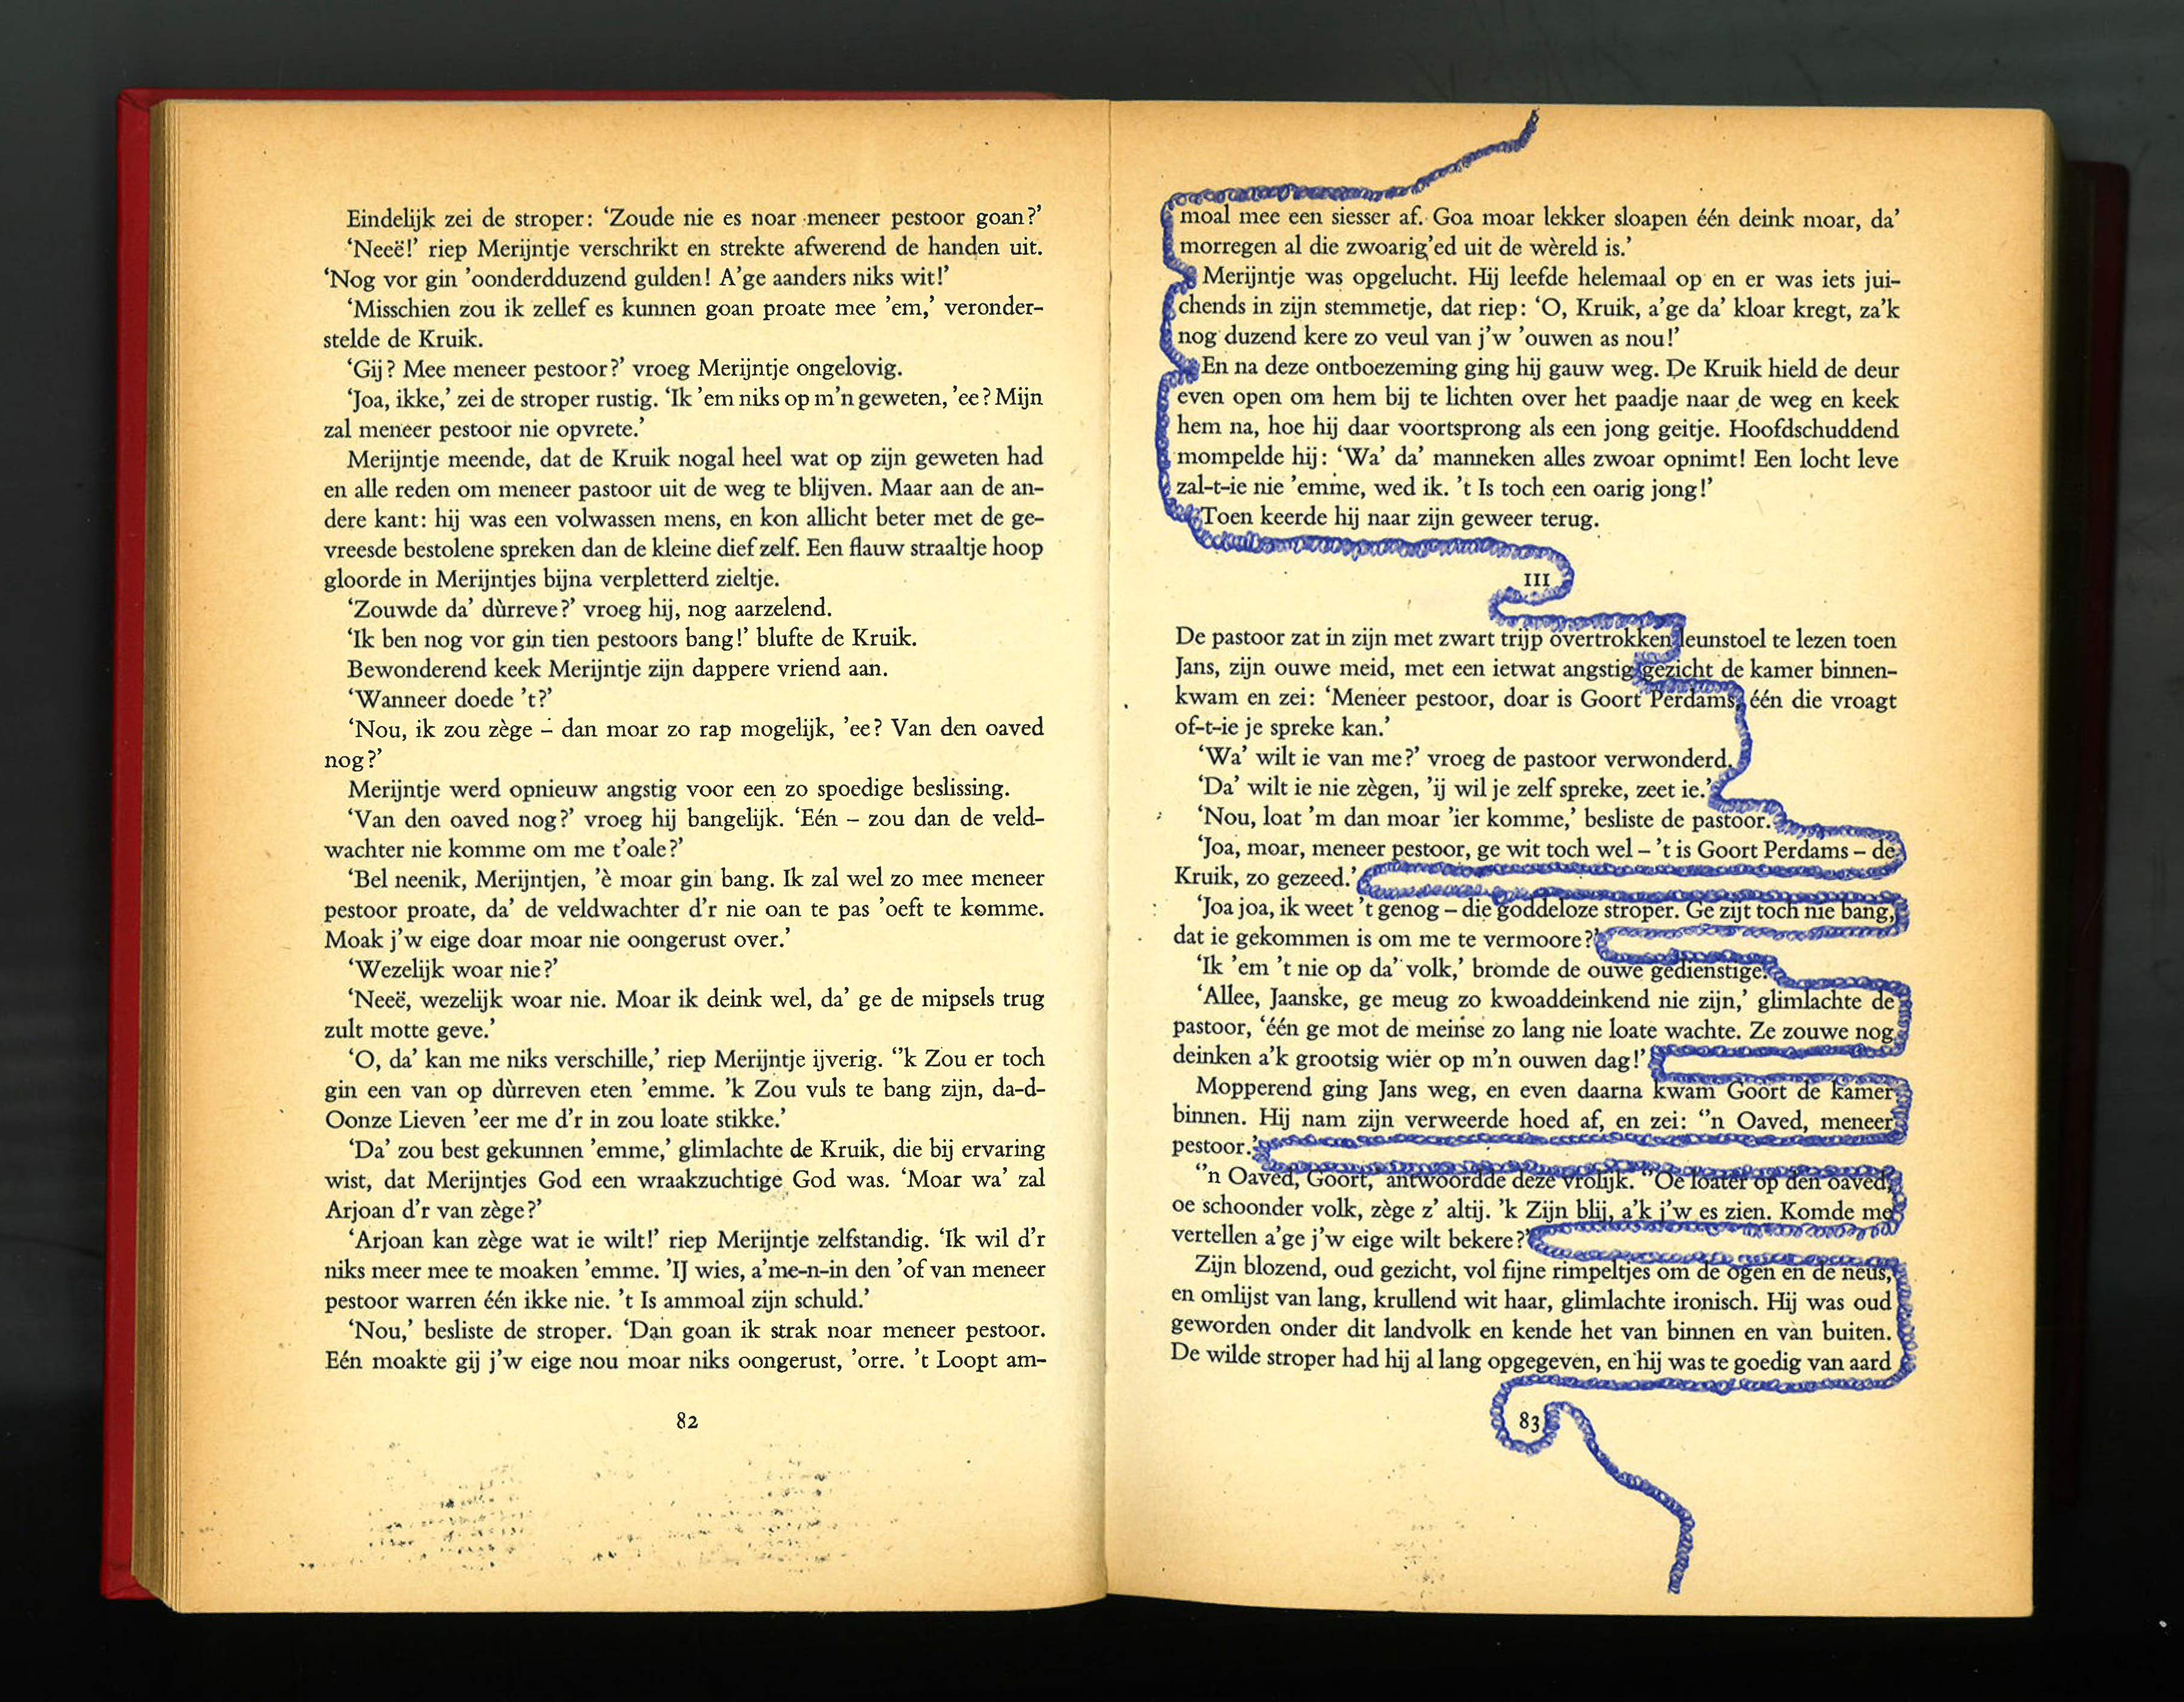 Eindelijk zei de stroper: ‘Zoude nie es noar meneer pestoor goan?’
‘Neeë!’ riep Merijntje verschrikt en strekte afwerend de handen uit.
‘Nog vor gin ’oonderdduzend gulden! A’ge aanders niks wit!’
‘Misschien zou ik zellef es kunnen goan proate mee ’em,’ veronder-
stelde de Kruik.
‘Gij? Mee meneer pestoor?’ vroeg Merijntje ongelovig.
‘Joa, ikke,’ zei de stroper rustig. ‘Ik ’em niks op m’n geweten, ’ee? Mijn
zal meneer pestoor nie opvrete.’
Merijntje meende, dat de Kruik nogal heel wat op zijn geweten had
en alle reden om meneer pastoor uit de weg te blijven. Maar aan de an-
dere kant: hij was een volwassen mens, en kon allicht beter met de ge-
vreesde bestolene spreken dan de kleine dief zelf. Een flauw straaltje hoop
gloorde in Merijntjes bijna verpletterd zieltje.
‘Zouwde da’ dùrreve?’ vroeg hij, nog aarzelend.
‘Ik ben nog vor gin tien pestoors bang!’ blufte de Kruik.
Bewonderend keek Merijntje zijn dappere vriend aan.
‘Wanneer doede ’t?’
‘Nou, ik zou zège – dan moar zo rap mogelijk, ’ee? Van den oaved
nog?’
Merijntje werd opnieuw angstig voor een zo spoedige beslissing.
‘Van den oaved nog?’ vroeg hij bangelijk. ‘Eén – zou dan de veld-
wachter nie komme om me t’oale?’
‘Bel neenik, Merijntjen, ’è moar gin bang. Ik zal wel zo mee meneer
pestoor proate, da’ de veldwachter d’r nie oan te pas ’oeft te komme.
Moak j’w eige doar moar nie oongerust over.’
‘Wezelijk woar nie?’
‘Neeë, wezelijk woar nie. Moar ik deink wel, da’ ge de mipsels trug
zult motte geve.’
‘O, da’ kan me niks verschille,’ riep Merijntje ijverig. ‘’k Zou er toch
gin een van op dùrreven eten ’emme. ’k Zou vuls te bang zijn, da-d-
Oonze Lieven ’eer me d’r in zou loate stikke.’
‘Da’ zou best gekunnen ’emme,’ glimlachte de Kruik, die bij ervaring
wist, dat Merijntjes God een wraakzuchtige God was. ‘Moar wa’ zal
Arjoan d’r van zège?’
‘Arjoan kan zège wat ie wilt!’ riep Merijntje zelfstandig. ‘Ik wil d’r
niks meer mee te moaken ’emme. ’IJ wies, a’me-n-in den ’of van meneer
pestoor warren één ikke nie. ’t Is ammoal zijn schuld.’
‘Nou,’ besliste de stroper. ‘Dan goan ik strak noar meneer pestoor.
Eén moakte gij j’w eige nou moar niks oongerust, ’orre. ’t Loopt am-
82
moal mee een siesser af. Goa moar lekker sloapen één deink moar, da’
morregen al die zwoarig’ed uit de wèreld is.’
Merijntje was opgelucht. Hij leefde helemaal op en er was iets jui-
chends in zijn stemmetje, dat riep: ‘O, Kruik, a’ge da’ kloar kregt, za’k
nog duzend kere zo veul van j’w ’ouwen as nou!’
En na deze ontboezeming ging hij gauw weg. De Kruik hield de deur
even open om hem bij te lichten over het paadje naar de weg en keek
hem na, hoe hij daar voortsprong als een jong geitje. Hoofdschuddend
mompelde hij: ‘Wa’ da’ manneken alles zwoar opnimt! Een locht leve
zal-t-ie nie ’emme, wed ik. ’t Is toch een oarig jong!’
Toen keerde hij naar zijn geweer terug.
III
De pastoor zat in zijn met zwart trijp overtrokken leunstoel te lezen toen
Jans, zijn ouwe meid, met een ietwat angstig gezicht de kamer binnen-
kwam en zei: ‘Meneer pestoor, doar is Goort Perdams, één die vroagt
of-t-ie je spreke kan.’
‘Wa’ wilt ie van me?’ vroeg de pastoor verwonderd.
‘Da’ wilt ie nie zègen, ’ij wil je zelf spreke, zeet ie.’
‘Nou, loat ’m dan moar ’ier komme,’ besliste de pastoor.
‘Joa, moar, meneer pestoor, ge wit toch wel – ’t is Goort Perdams – de
Kruik, zo gezeed.’
‘Joa joa, ik weet ’t genog – die goddeloze stroper. Ge zijt toch nie bang,
dat ie gekommen is om me te vermoore?’
‘Ik ’em ’t nie op da’ volk,’ bromde de ouwe gedienstige.
‘Allee, Jaanske, ge meug zo kwoaddeinkend nie zijn,’ glimlachte de
pastoor, ‘één ge mot de meinse zo lang nie loate wachte. Ze zouwe nog
deinken a’k grootsig wier op m’n ouwen dag!’
Mopperend ging Jans weg, en even daarna kwam Goort de kamer
binnen. Hij nam zijn verweerde hoed af, en zei: ‘’n Oaved, meneer
pestoor.’
‘’n Oaved, Goort,’ antwoordde deze vrolijk. ‘’Oe loater op den oaved,
oe schoonder volk, zège z’ altij. ’k Zijn blij, a’k j’w es zien. Komde me
vertellen a’ge j’w eige wilt bekere?’
Zijn blozend, oud gezicht, vol fijne rimpeltjes om de ogen en de neus,
en omlijst van lang, krullend wit haar, glimlachte ironisch. Hij was oud
geworden onder dit landvolk en kende het van binnen en van buiten.
De wilde stroper had hij al lang opgegeven, en hij was te goedig van aard
83